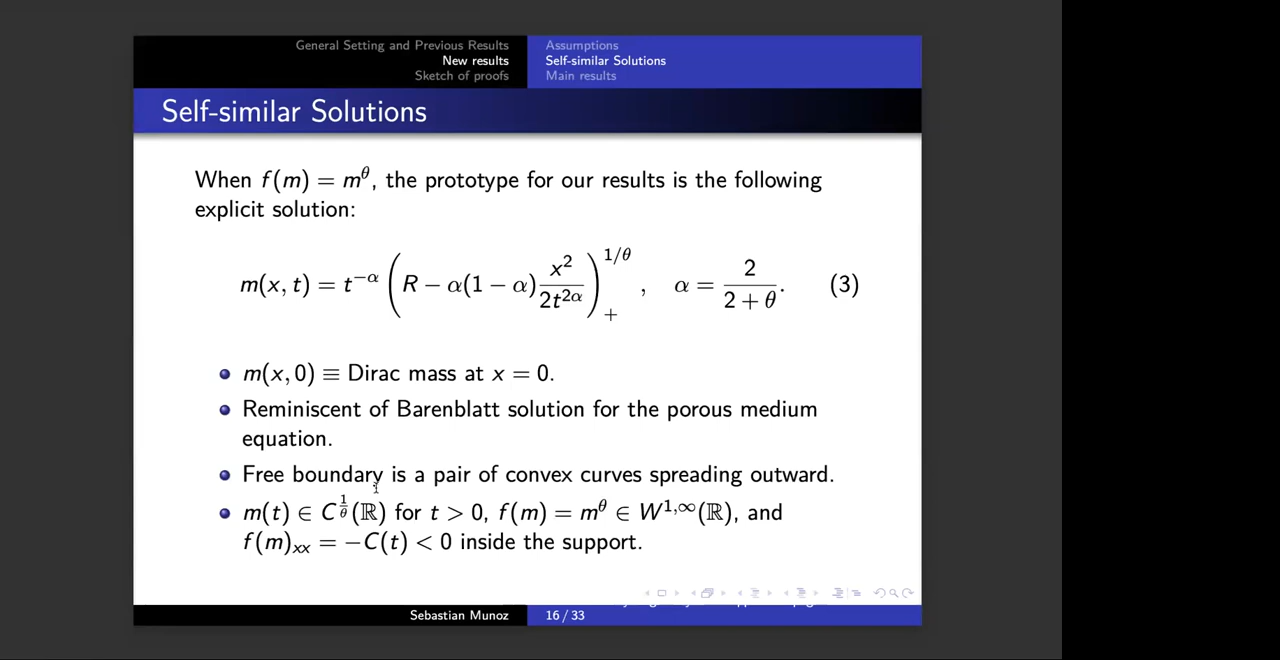 General Setting and Previous Results
New results
Sketch of proofs
Assumptions
Self-similar Solutions
Main results
Self-similar Solutions
When f(m) = m^θ, the prototype for our results is the following
explicit solution:
m(x, t) = t^{−α} (R − α(1 − α) x²/(2t^{2α}))_+^{1/θ}, α = 2/(2 + θ). (3)
m(x, 0) ≡ Dirac mass at x = 0.
Reminiscent of Barenblatt solution for the porous medium
equation.
Free boundary is a pair of convex curves spreading outward.
m(t) ∈ C^{1/θ}(ℝ) for t > 0, f(m) = m^θ ∈ W^{1,∞}(ℝ), and
f(m)_{xx} = −C(t) < 0 inside the support.
Sebastian Munoz
16 / 33